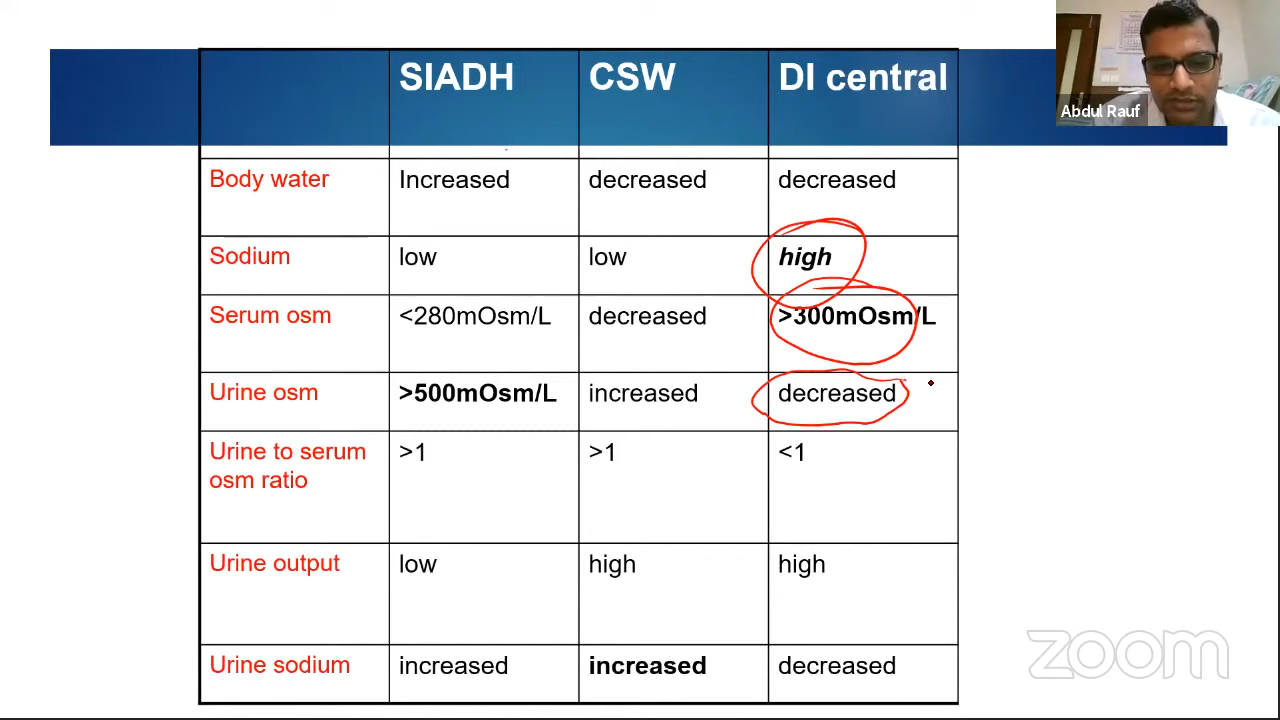 SIADH CSW DI central
Abdul Rauf
Body water Increased decreased decreased
Sodium low low high
Serum osm <280mOsm/L decreased >300mOsm/L
Urine osm >500mOsm/L increased decreased
Urine to serum >1 >1 <1
osm ratio
Urine output low high high
zoom
Urine sodium increased increased decreased